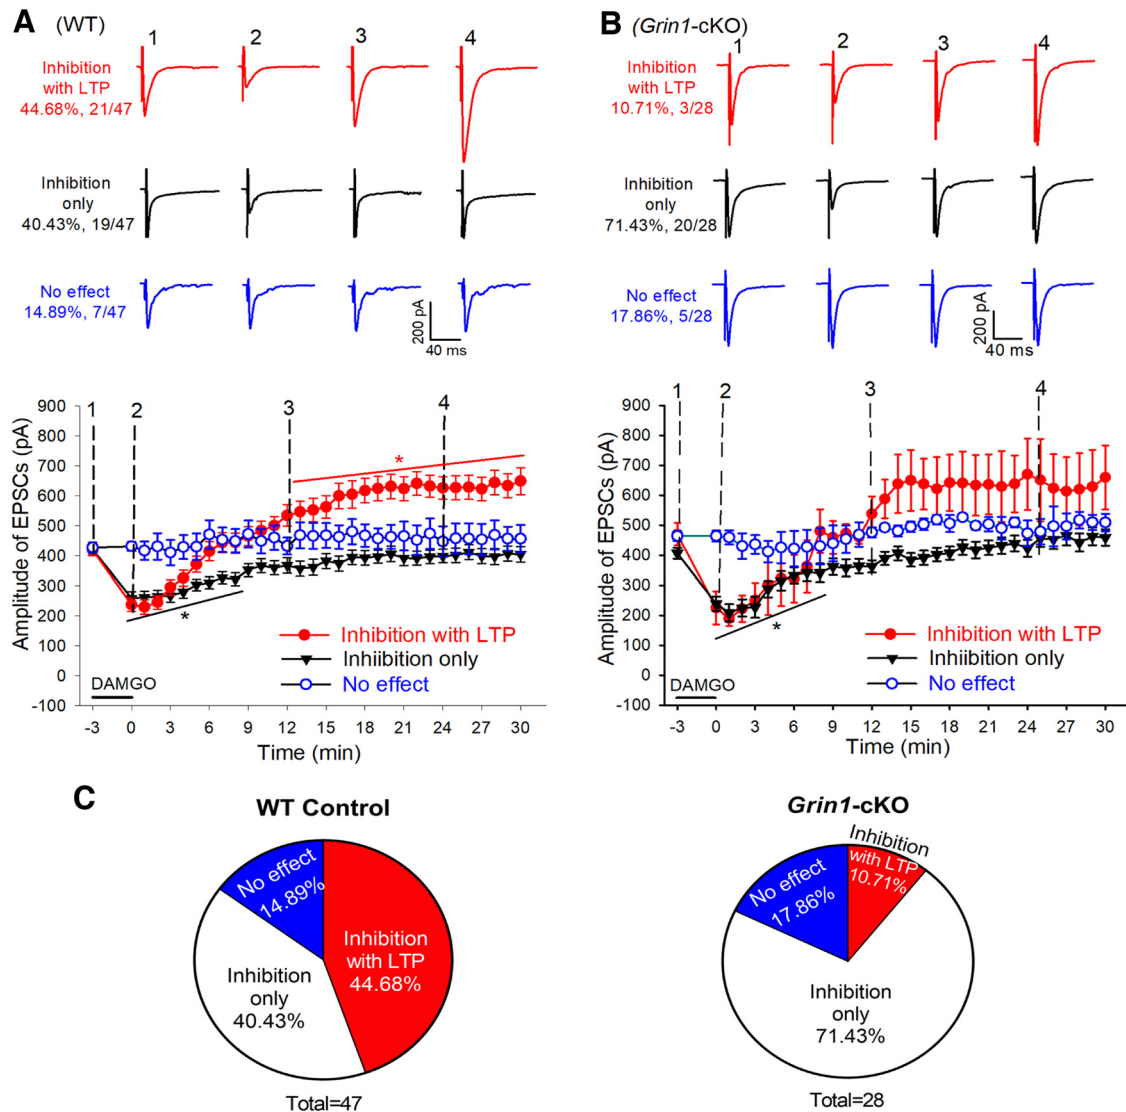 A (WT)
1 2 3 4
Inhibition
with LTP
44.68%, 21/47
Inhibition
only
40.43%, 19/47
No effect
14.89%, 7/47
200 pA
40 ms
B (Grin1-cKO)
1 2 3 4
Inhibition
with LTP
10.71%, 3/28
Inhibition
only
71.43%, 20/28
No effect
17.86%, 5/28
200 pA
40 ms
Amplitude of EPSCs (pA)
900
800
700
600
500
400
300
200
100
0
-100
1 2 3 4
*
*
Inhibition with LTP
Inhiibition only
No effect
DAMGO
-3 0 3 6 9 12 15 18 21 24 27 30
Time (min)
Amplitude of EPSCs (pA)
900
800
700
600
500
400
300
200
100
0
-100
1 2 3 4
*
Inhibition with LTP
Inhiibition only
No effect
DAMGO
-3 0 3 6 9 12 15 18 21 24 27 30
Time (min)
C
WT Control
No effect
14.89%
Inhibition
with LTP
44.68%
Inhibition
only
40.43%
Total=47
Grin1-cKO
Inhibition
with LTP
10.71%
No effect
17.86%
Inhibition
only
71.43%
Total=28